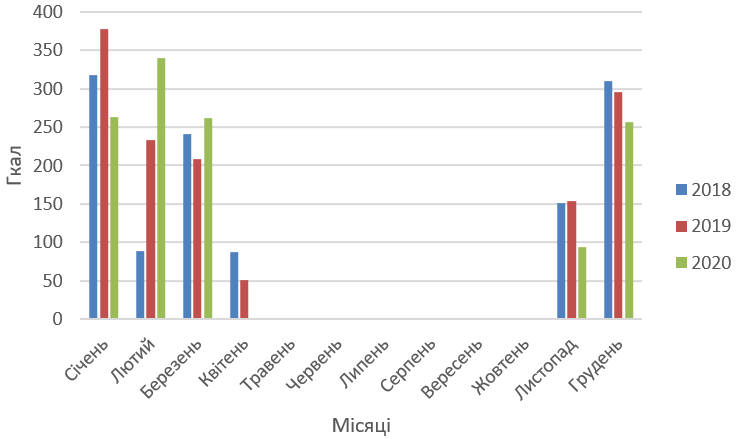 400
350
300
250
200
150
100
50
0
Гкал
Січень
Лютий
Березень
Квітень
Травень
Червень
Липень
Серпень
Вересень
Жовтень
Листопад
Грудень
Місяці
2018
2019
2020